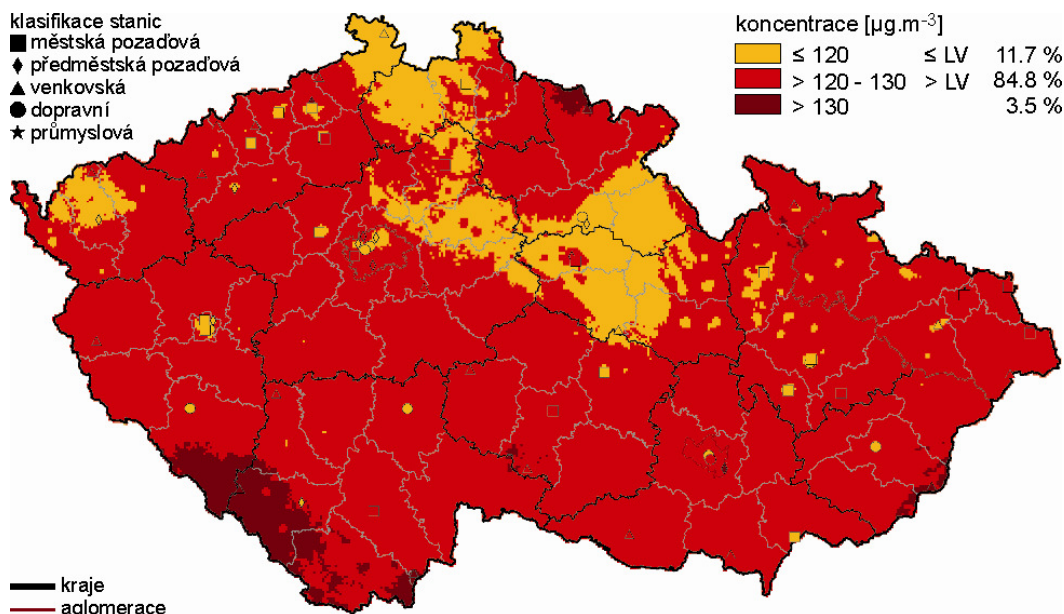 klasifikace stanic
městská pozaďová
předměstská pozaďová
venkovská
dopravní
průmyslová
koncentrace [µg.m⁻³]
≤ 120 ≤ LV 11.7 %
> 120 - 130 > LV 84.8 %
> 130 3.5 %
kraje
aglomerace